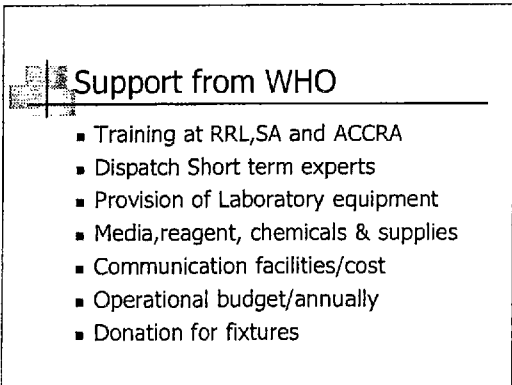 Support from WHO
▪ Training at RRL,SA and ACCRA
▪ Dispatch Short term experts
▪ Provision of Laboratory equipment
▪ Media,reagent, chemicals & supplies
▪ Communication facilities/cost
▪ Operational budget/annually
▪ Donation for fixtures